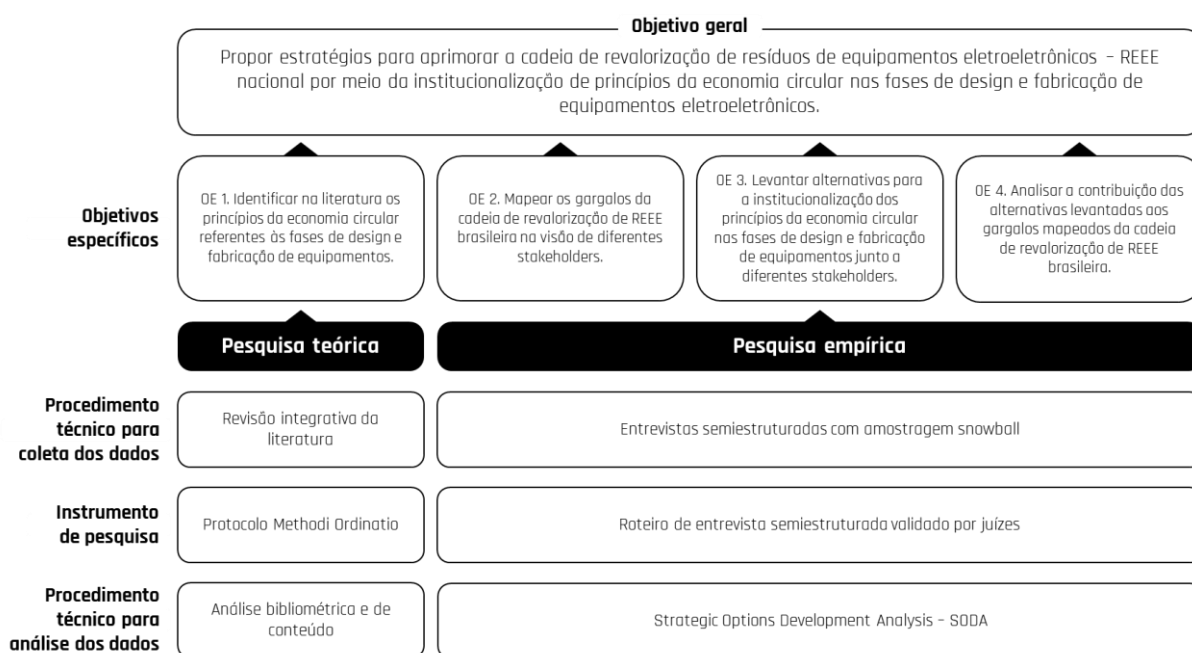 Objetivo geral
Propor estratégias para aprimorar a cadeia de revalorização de resíduos de equipamentos eletroeletrônicos – REEE
nacional por meio da institucionalização de princípios da economia circular nas fases de design e fabricação de
equipamentos eletroeletrônicos.
Objetivos
específicos
OE 1. Identificar na literatura os
princípios da economia circular
referentes às fases de design e
fabricação de equipamentos.
OE 2. Mapear os gargalos da
cadeia de revalorização de REEE
brasileira na visão de diferentes
stakeholders.
OE 3. Levantar alternativas para
a institucionalização dos
princípios da economia circular
nas fases de design e fabricação
de equipamentos junto a
diferentes stakeholders.
OE 4. Analisar a contribuição das
alternativas levantadas aos
gargalos mapeados da cadeia
de revalorização de REEE
brasileira.
Pesquisa teórica
Pesquisa empírica
Procedimento
técnico para
coleta dos dados
Revisão integrativa da
literatura
Entrevistas semiestruturadas com amostragem snowball
Instrumento
de pesquisa
Protocolo Methodi Ordinatio
Roteiro de entrevista semiestruturada validado por juízes
Procedimento
técnico para
análise dos dados
Análise bibliométrica e de
conteúdo
Strategic Options Development Analysis – SODA